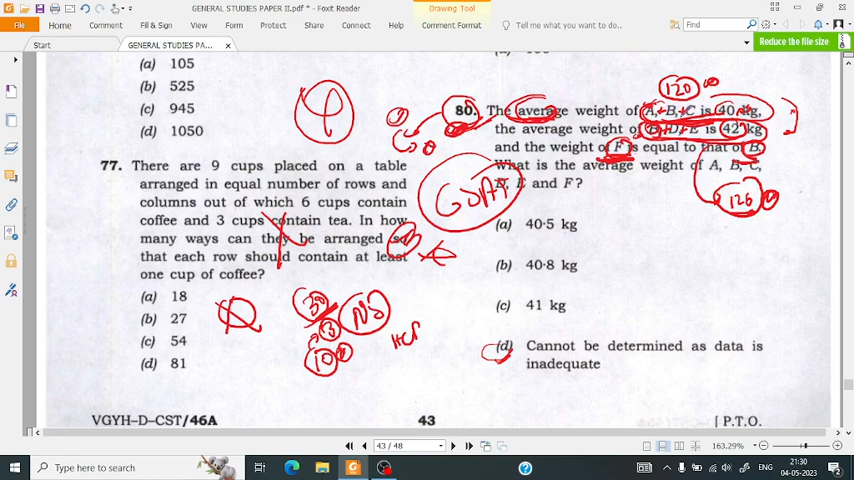 GENERAL STUDIES PAPER II.pdf * - Foxit Reader
Drawing Tool
File
Home
Comment
Fill & Sign
View
Form
Protect
Share
Help
Comment Format
Tell me what you want to do...
Find
Start
GENERAL STUDIES PA...
Reduce the file size
(a) 105
(b) 525
(c) 945
(d) 1050
77. There are 9 cups placed on a table
arranged in equal number of rows and
columns out of which 6 cups contain
coffee and 3 cups contain tea. In how
many ways can they be arranged so
that each row should contain at least
one cup of coffee?
(a) 18
(b) 27
(c) 54
(d) 81
120
80. The average weight of A, B, C is 40 kg,
the average weight of B, D, E is 42 kg
and the weight of F is equal to that of B.
What is the average weight of A, B, C,
D, E and F?
126
(a) 40·5 kg
(b) 40·8 kg
(c) 41 kg
(d) Cannot be determined as data is
inadequate
HCF
VGYH-D-CST/46A
43
[ P.T.O.
43 / 48
163.29%
Type here to search
ENG
21:30
04-05-2023
2